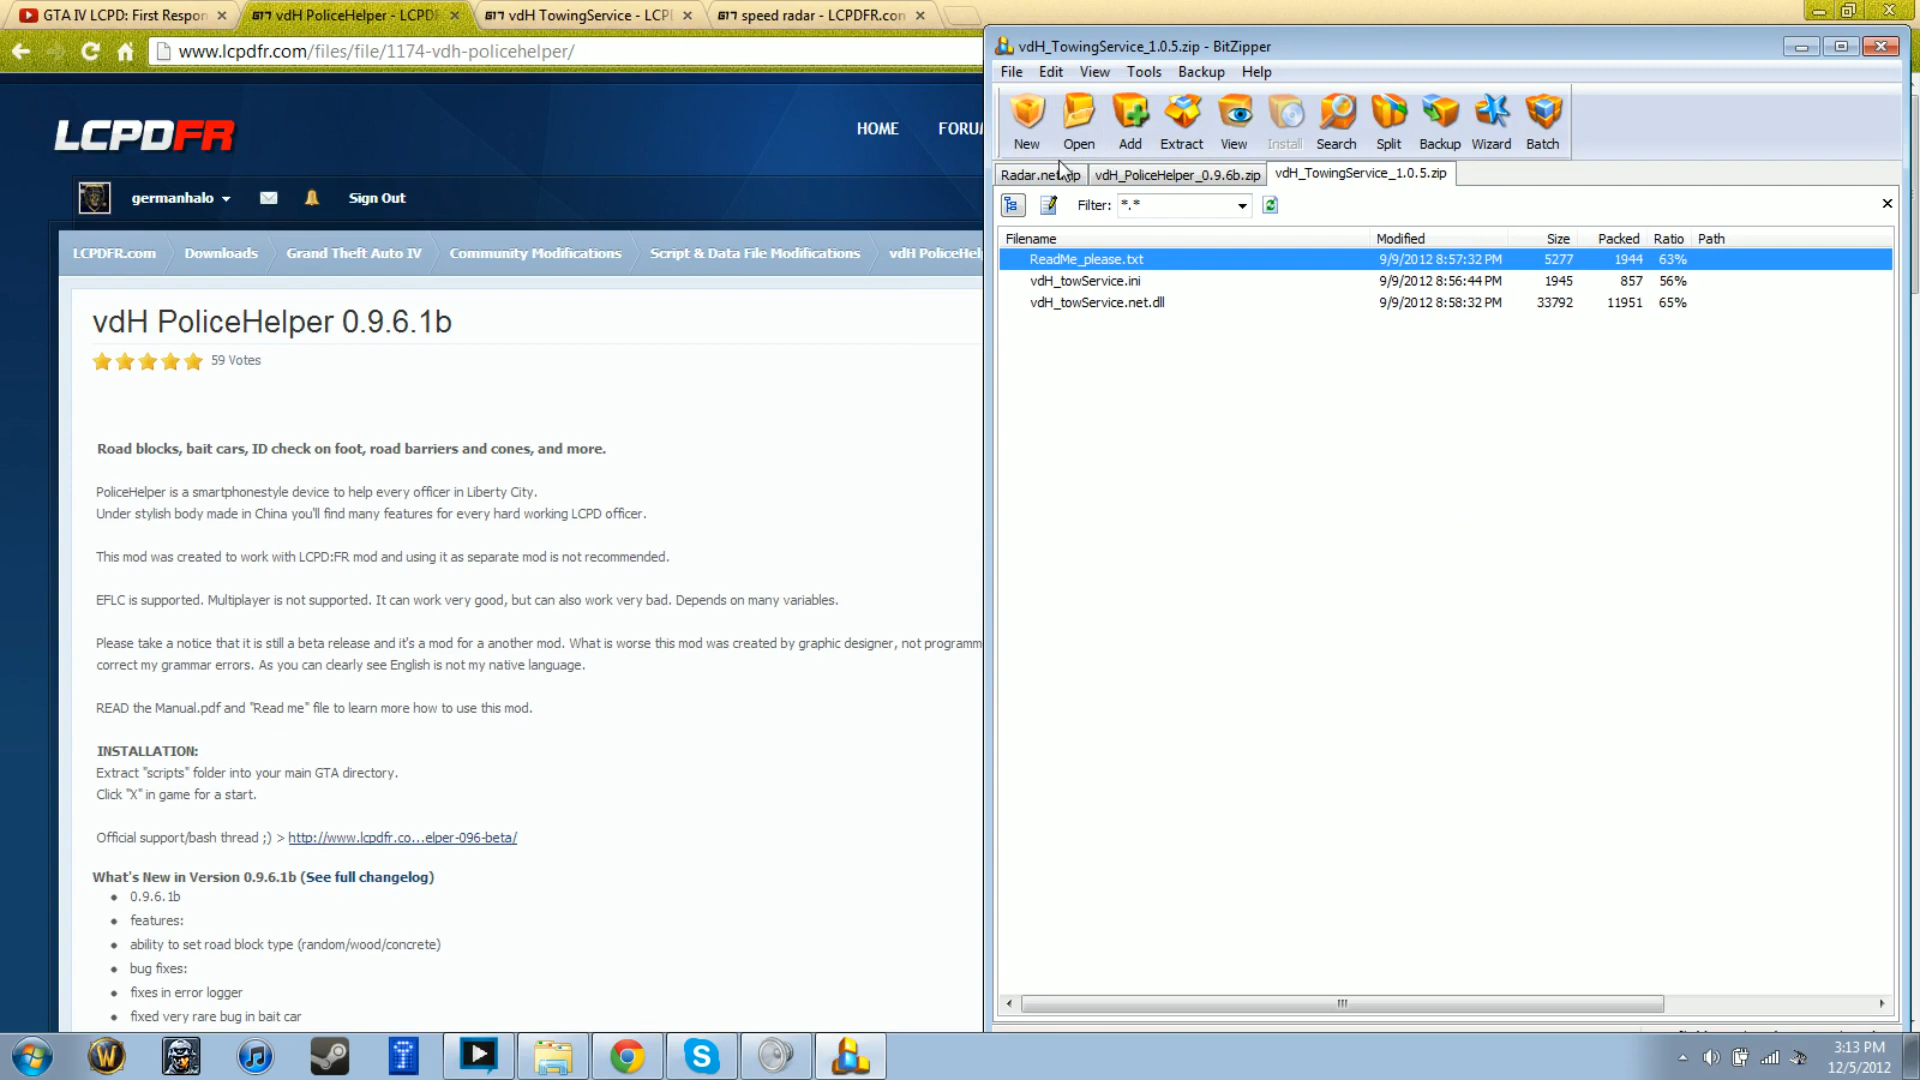 GTA IV LCPD: First Respon
vdH PoliceHelper - LCPDF
vdH TowingService - LCPD
speed radar - LCPDFR.com
www.lcpdfr.com/files/file/1174-vdh-policehelper/
LCPDFR
HOME
FORU
germanhalo
Sign Out
LCPDFR.com
Downloads
Grand Theft Auto IV
Community Modifications
Script & Data File Modifications
vdH PoliceHel
vdH PoliceHelper 0.9.6.1b
59 Votes
Road blocks, bait cars, ID check on foot, road barriers and cones, and more.
PoliceHelper is a smartphonestyle device to help every officer in Liberty City.
Under stylish body made in China you'll find many features for every hard working LCPD officer.
This mod was created to work with LCPD:FR mod and using it as separate mod is not recommended.
EFLC is supported. Multiplayer is not supported. It can work very good, but can also work very bad. Depends on many variables.
Please take a notice that it is still a beta release and it's a mod for a another mod. What is worse this mod was created by graphic designer, not programm
correct my grammar errors. As you can clearly see English is not my native language.
READ the Manual.pdf and "Read me" file to learn more how to use this mod.
INSTALLATION:
Extract "scripts" folder into your main GTA directory.
Click "X" in game for a start.
Official support/bash thread ;) > http://www.lcpdfr.co...elper-096-beta/
What's New in Version 0.9.6.1b (See full changelog)
0.9.6.1b
features:
ability to set road block type (random/wood/concrete)
bug fixes:
fixes in error logger
fixed very rare bug in bait car
vdH_TowingService_1.0.5.zip - BitZipper
File Edit View Tools Backup Help
New Open Add Extract View Install Search Split Backup Wizard Batch
Radar.net.zip vdH_PoliceHelper_0.9.6b.zip vdH_TowingService_1.0.5.zip
Filter: *.*
Filename Modified Size Packed Ratio Path
ReadMe_please.txt 9/9/2012 8:57:32 PM 5277 1944 63%
vdH_towService.ini 9/9/2012 8:56:44 PM 1945 857 56%
vdH_towService.net.dll 9/9/2012 8:58:32 PM 33792 11951 65%
3:13 PM
12/5/2012